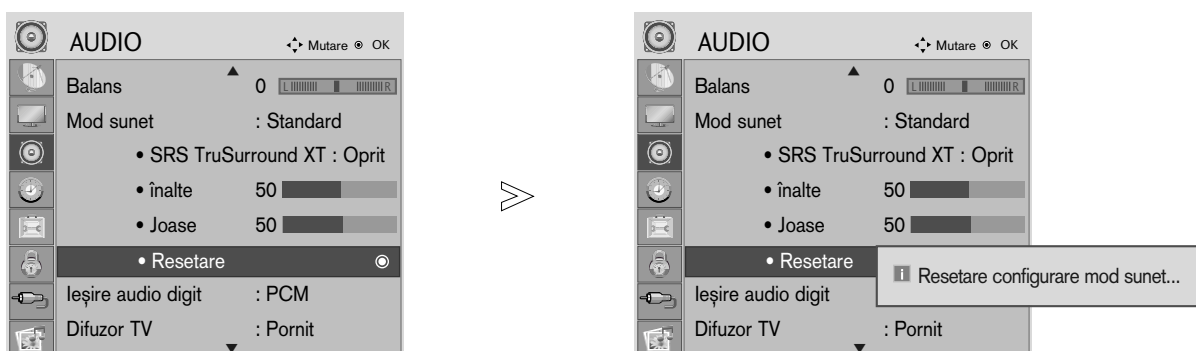 AUDIO Mutare OK
Balans 0 L R
Mod sunet : Standard
• SRS TruSurround XT : Oprit
• înalte 50
• Joase 50
• Resetare
Ieșire audio digit : PCM
Difuzor TV : Pornit
AUDIO Mutare OK
Balans 0 L R
Mod sunet : Standard
• SRS TruSurround XT : Oprit
• înalte 50
• Joase 50
• Resetare
i Resetare configurare mod sunet...
Ieșire audio digit
Difuzor TV : Pornit